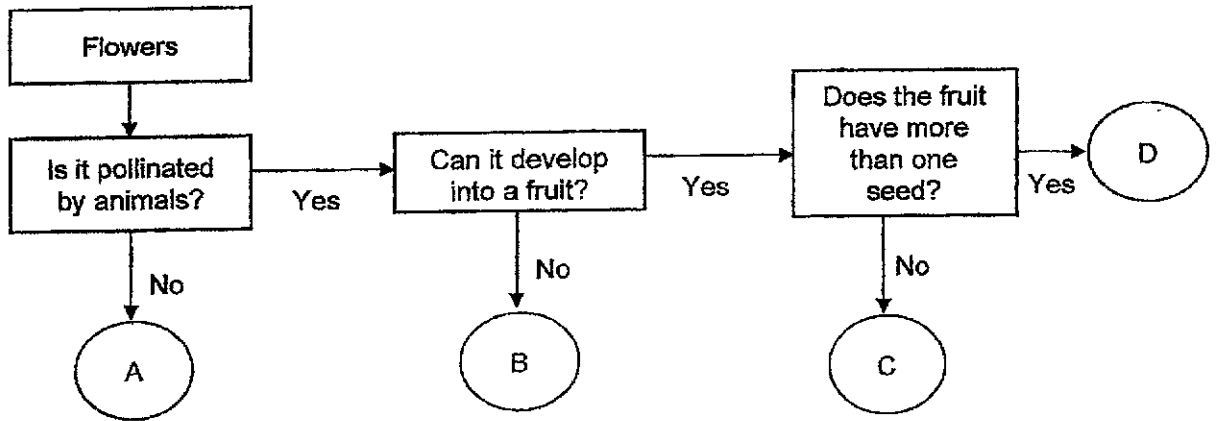 Flowers
Is it pollinated
by animals?
Yes
Can it develop
into a fruit?
Yes
Does the fruit
have more
than one
seed?
Yes
D
No
No
No
A
B
C